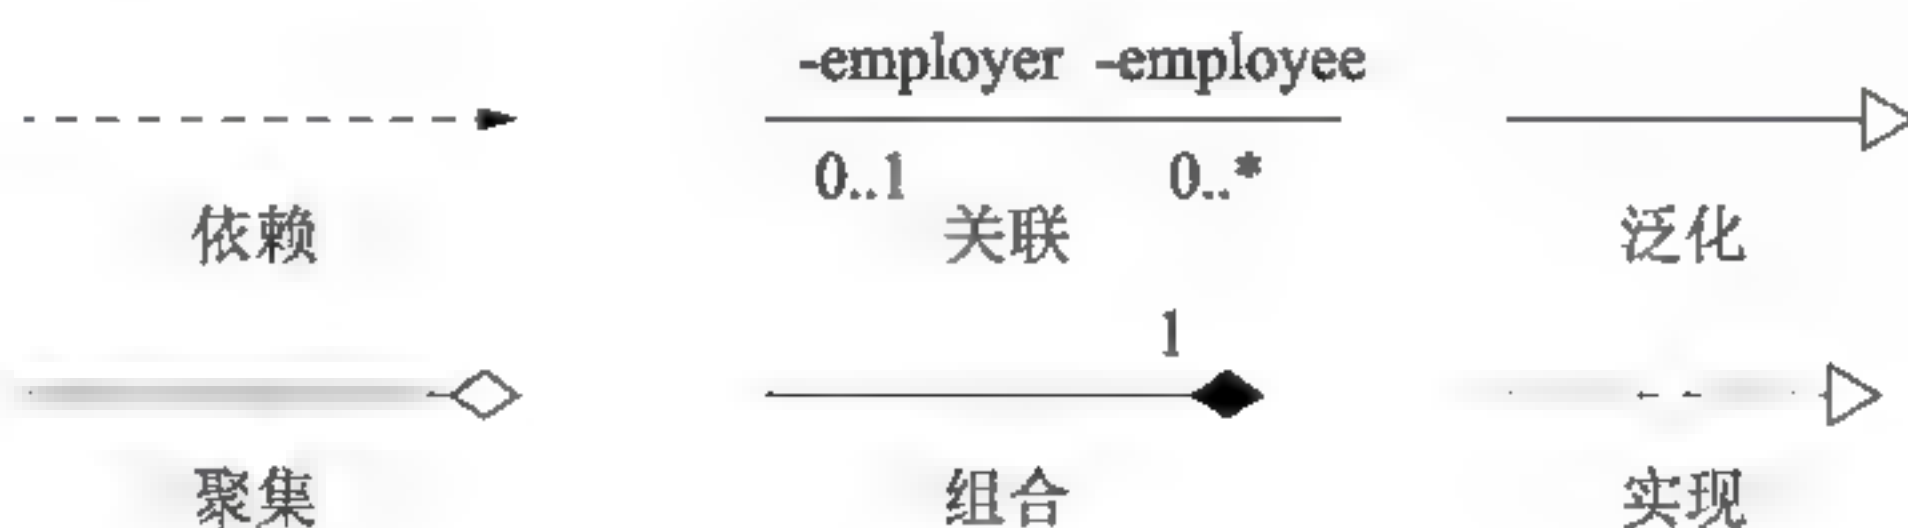 -employer -employee
0..1 0..*
依赖 关联 泛化
1
聚集 组合 实现